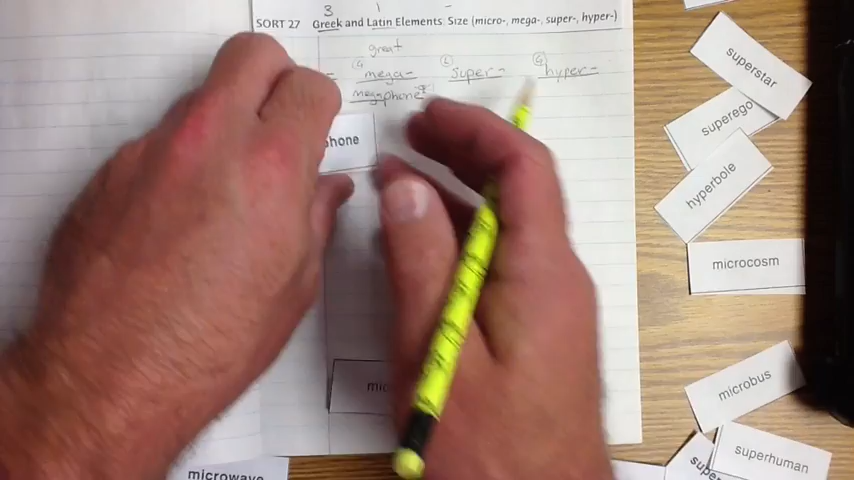 3 1
SORT 27 Greek and Latin Elements Size (micro-, mega-, super-, hyper-)
great
G L G
mega- super- hyper-
megaphone
phone
superstar
superego
hyperbole
microcosm
microbus
superhuman
microwave